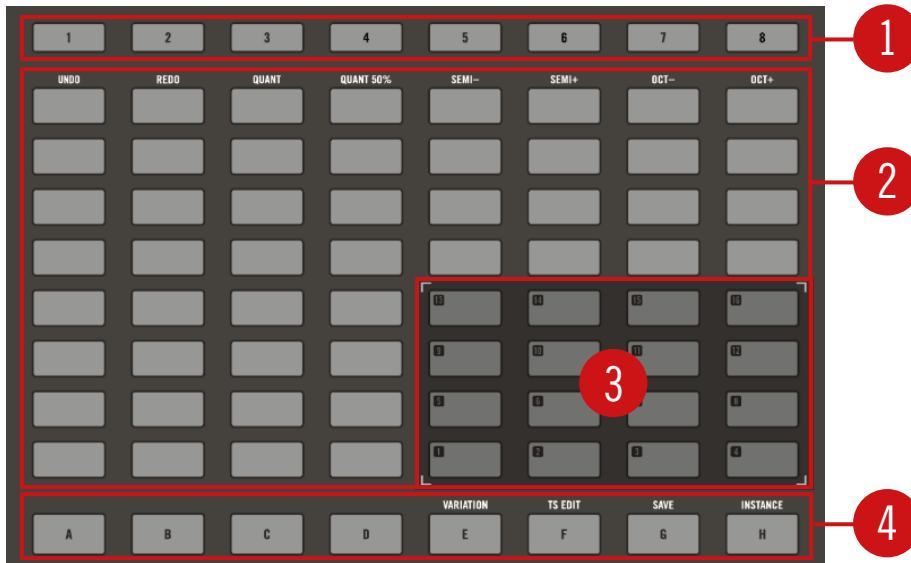 1 2 3 4 5 6 7 8
1
UNDO REDO QUANT QUANT 50% SEMI– SEMI+ OCT– OCT+
2
13 14 15 16
9 10 11 12
3
5 6 8
1 2 3 4
VARIATION TS EDIT SAVE INSTANCE
A B C D E F G H
4